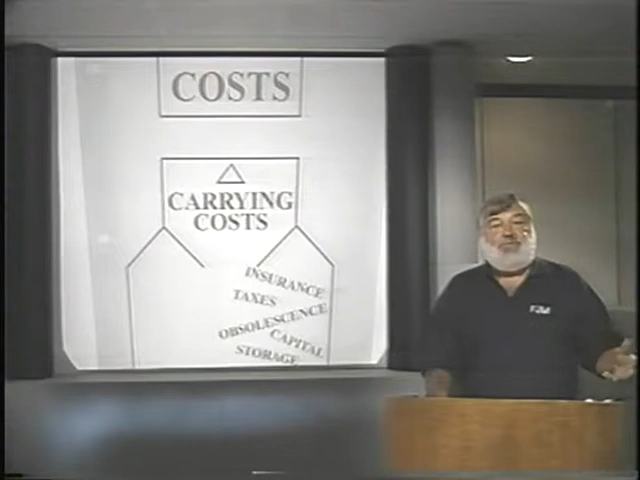 COSTS
CARRYING
COSTS
INSURANCE
TAXES
OBSOLESCENCE
CAPITAL
STORAGE